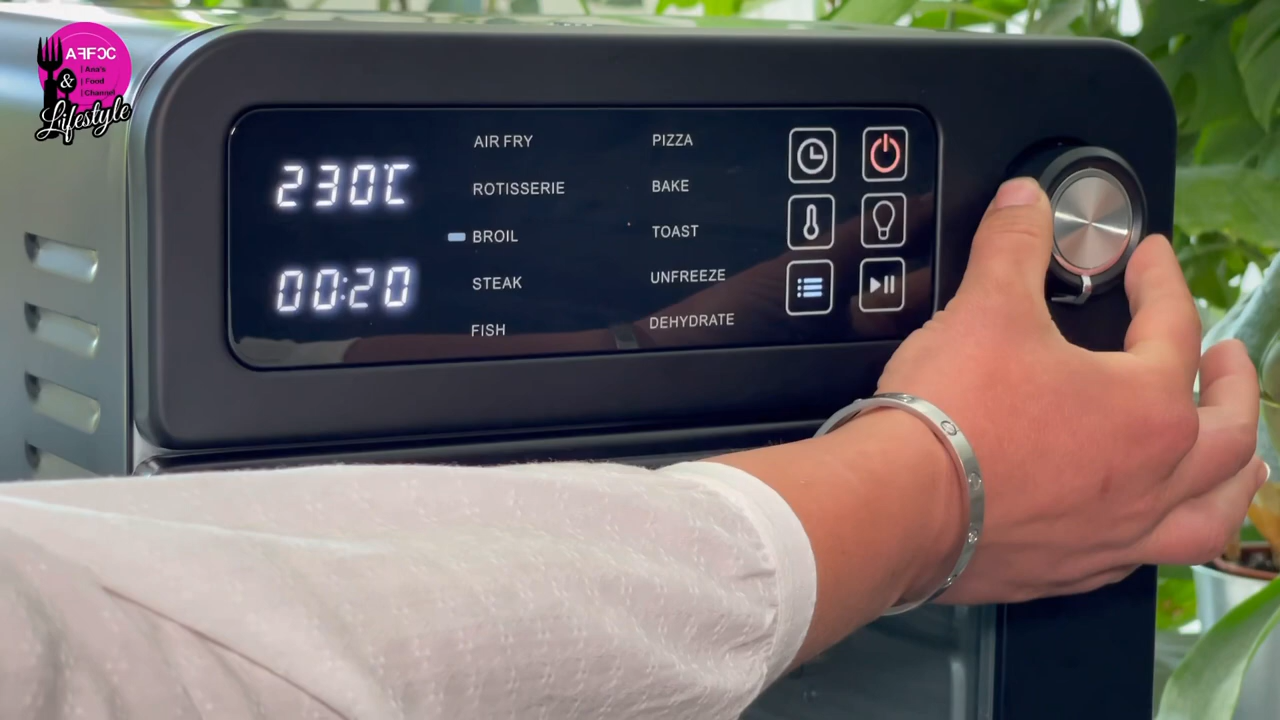 AFFOC
| Ana's
| Food
| Channel
&
Lifestyle
230℃
00:20
AIR FRY
ROTISSERIE
BROIL
STEAK
FISH
PIZZA
BAKE
TOAST
UNFREEZE
DEHYDRATE